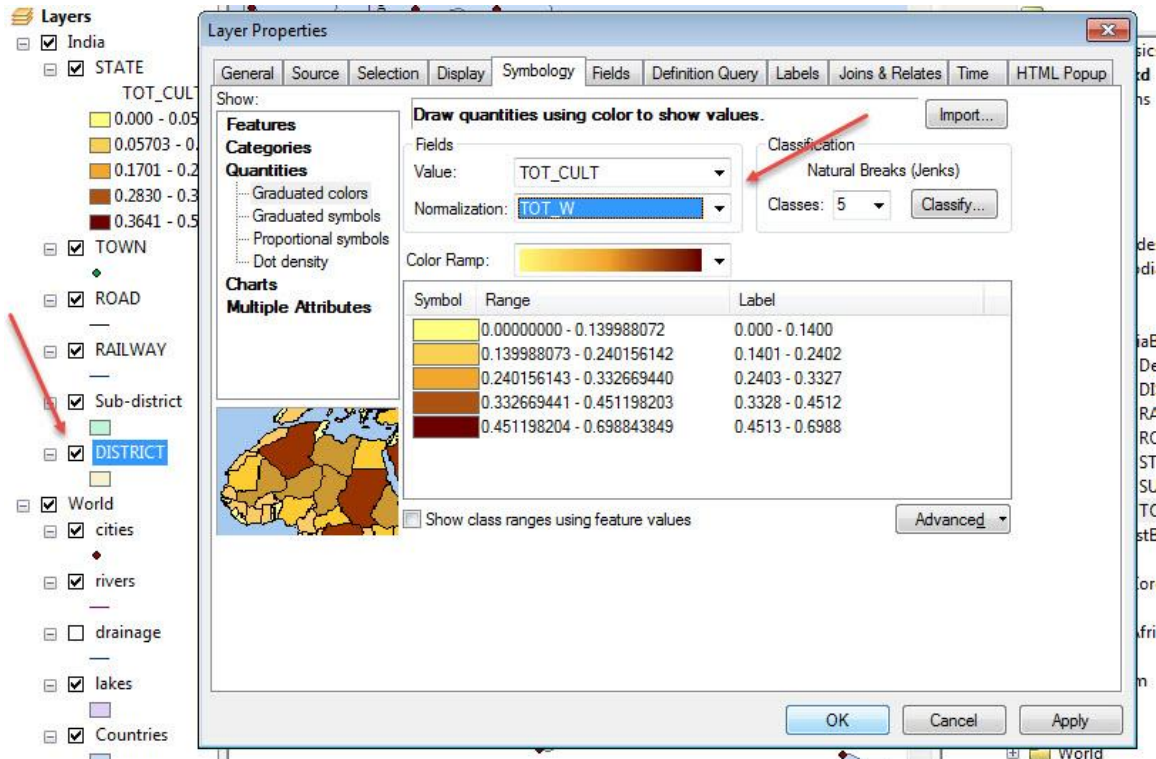 Layers
India
STATE
TOT_CULT
0.000 - 0.05
0.05703 - 0.
0.1701 - 0.2
0.2830 - 0.3
0.3641 - 0.5
TOWN
ROAD
RAILWAY
Sub-district
DISTRICT
World
cities
rivers
drainage
lakes
Countries
Layer Properties
General Source Selection Display Symbology Fields Definition Query Labels Joins & Relates Time HTML Popup
Show:
Features
Categories
Quantities
Graduated colors
Graduated symbols
Proportional symbols
Dot density
Charts
Multiple Attributes
Draw quantities using color to show values.
Import...
Fields
Value: TOT_CULT
Normalization: TOT_W
Classification
Natural Breaks (Jenks)
Classes: 5 Classify...
Color Ramp:
Symbol Range Label
0.00000000 - 0.139988072 0.000 - 0.1400
0.139988073 - 0.240156142 0.1401 - 0.2402
0.240156143 - 0.332669440 0.2403 - 0.3327
0.332669441 - 0.451198203 0.3328 - 0.4512
0.451198204 - 0.698843849 0.4513 - 0.6988
Show class ranges using feature values
Advanced
OK Cancel Apply
World